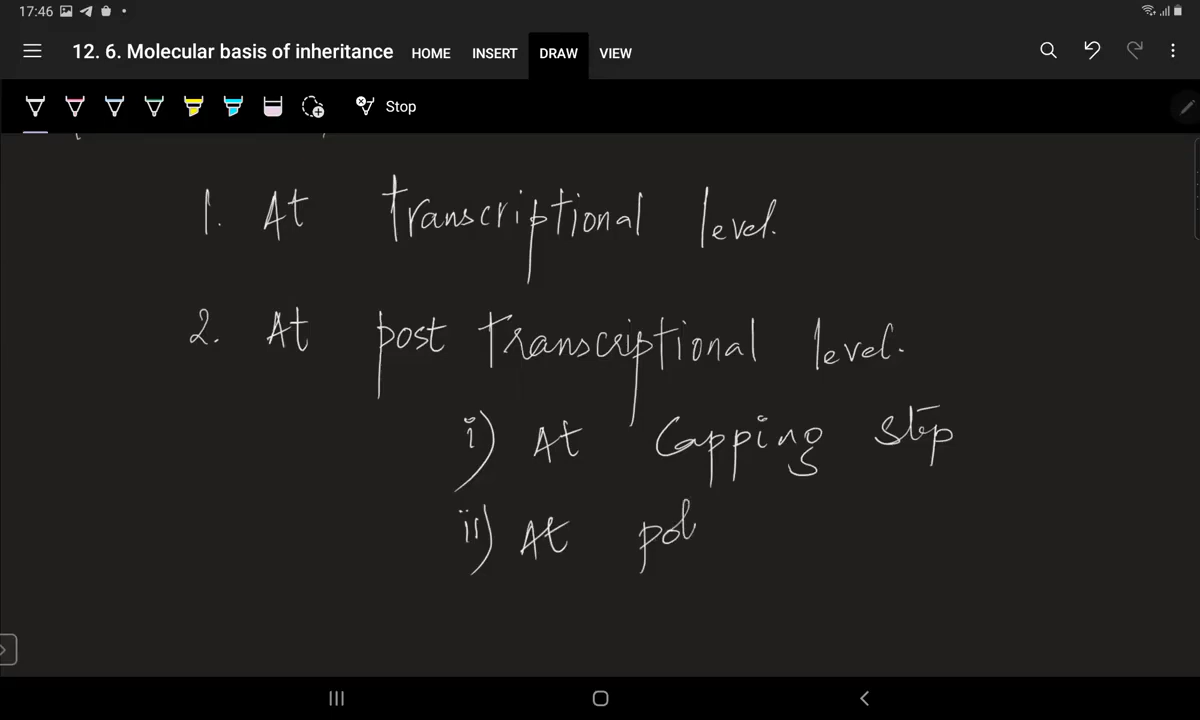 17:46
12. 6. Molecular basis of inheritance HOME INSERT DRAW VIEW
Stop
1. At transcriptional level.
2. At post transcriptional level.
i) At Capping step
ii) At pol